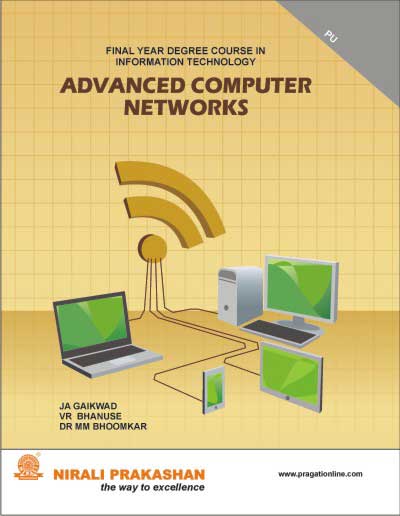 PU
FINAL YEAR DEGREE COURSE IN
INFORMATION TECHNOLOGY
ADVANCED COMPUTER
NETWORKS
JA GAIKWAD
VR BHANUSE
DR MM BHOOMKAR
NIRALI PRAKASHAN
the way to excellence
www.pragationline.com